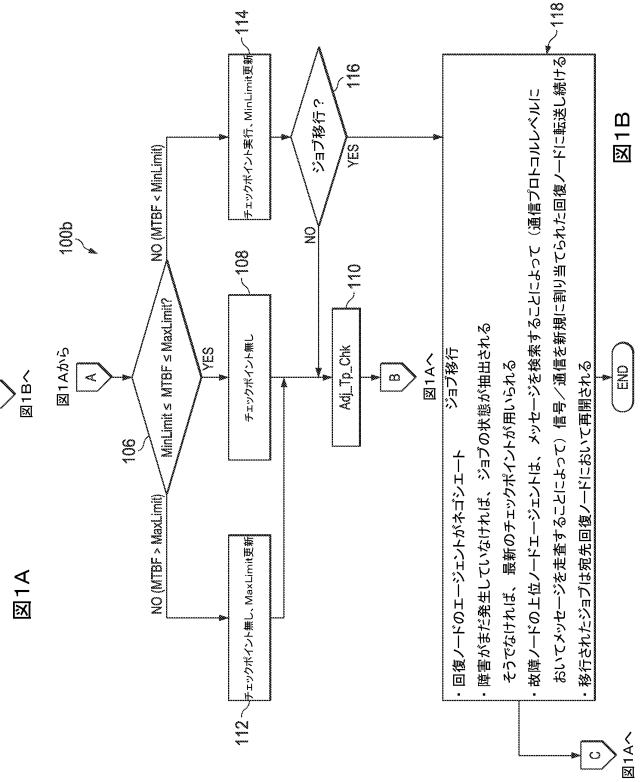 図1A
図1Bへ
100b
図1Aから
A
106
MinLimit ≤ MTBF ≤ MaxLimit?
NO (MTBF > MaxLimit)
YES
NO (MTBF < MinLimit)
112
チェックポイント無し、MaxLimit更新
108
チェックポイント無し
114
チェックポイント実行、MinLimit更新
116
ジョブ移行？
NO
YES
110
Adj_Tp_Chk
B
図1Aへ
118
ジョブ移行
・ 回復ノードのエージェントがネゴシエート
・ 障害がまだ発生していなければ、ジョブの状態が抽出される
そうでなければ、最新のチェックポイントが用いられる
・ 故障ノードの上位ノードエージェントは、メッセージを検索することによって（通信プロトコルレベルに
おいてメッセージを走査することによって）信号／通信を新規に割り当てられた回復ノードに転送し続ける
・ 移行されたジョブは宛先回復ノードにおいて再開される
C
図1Aへ
END
図1B